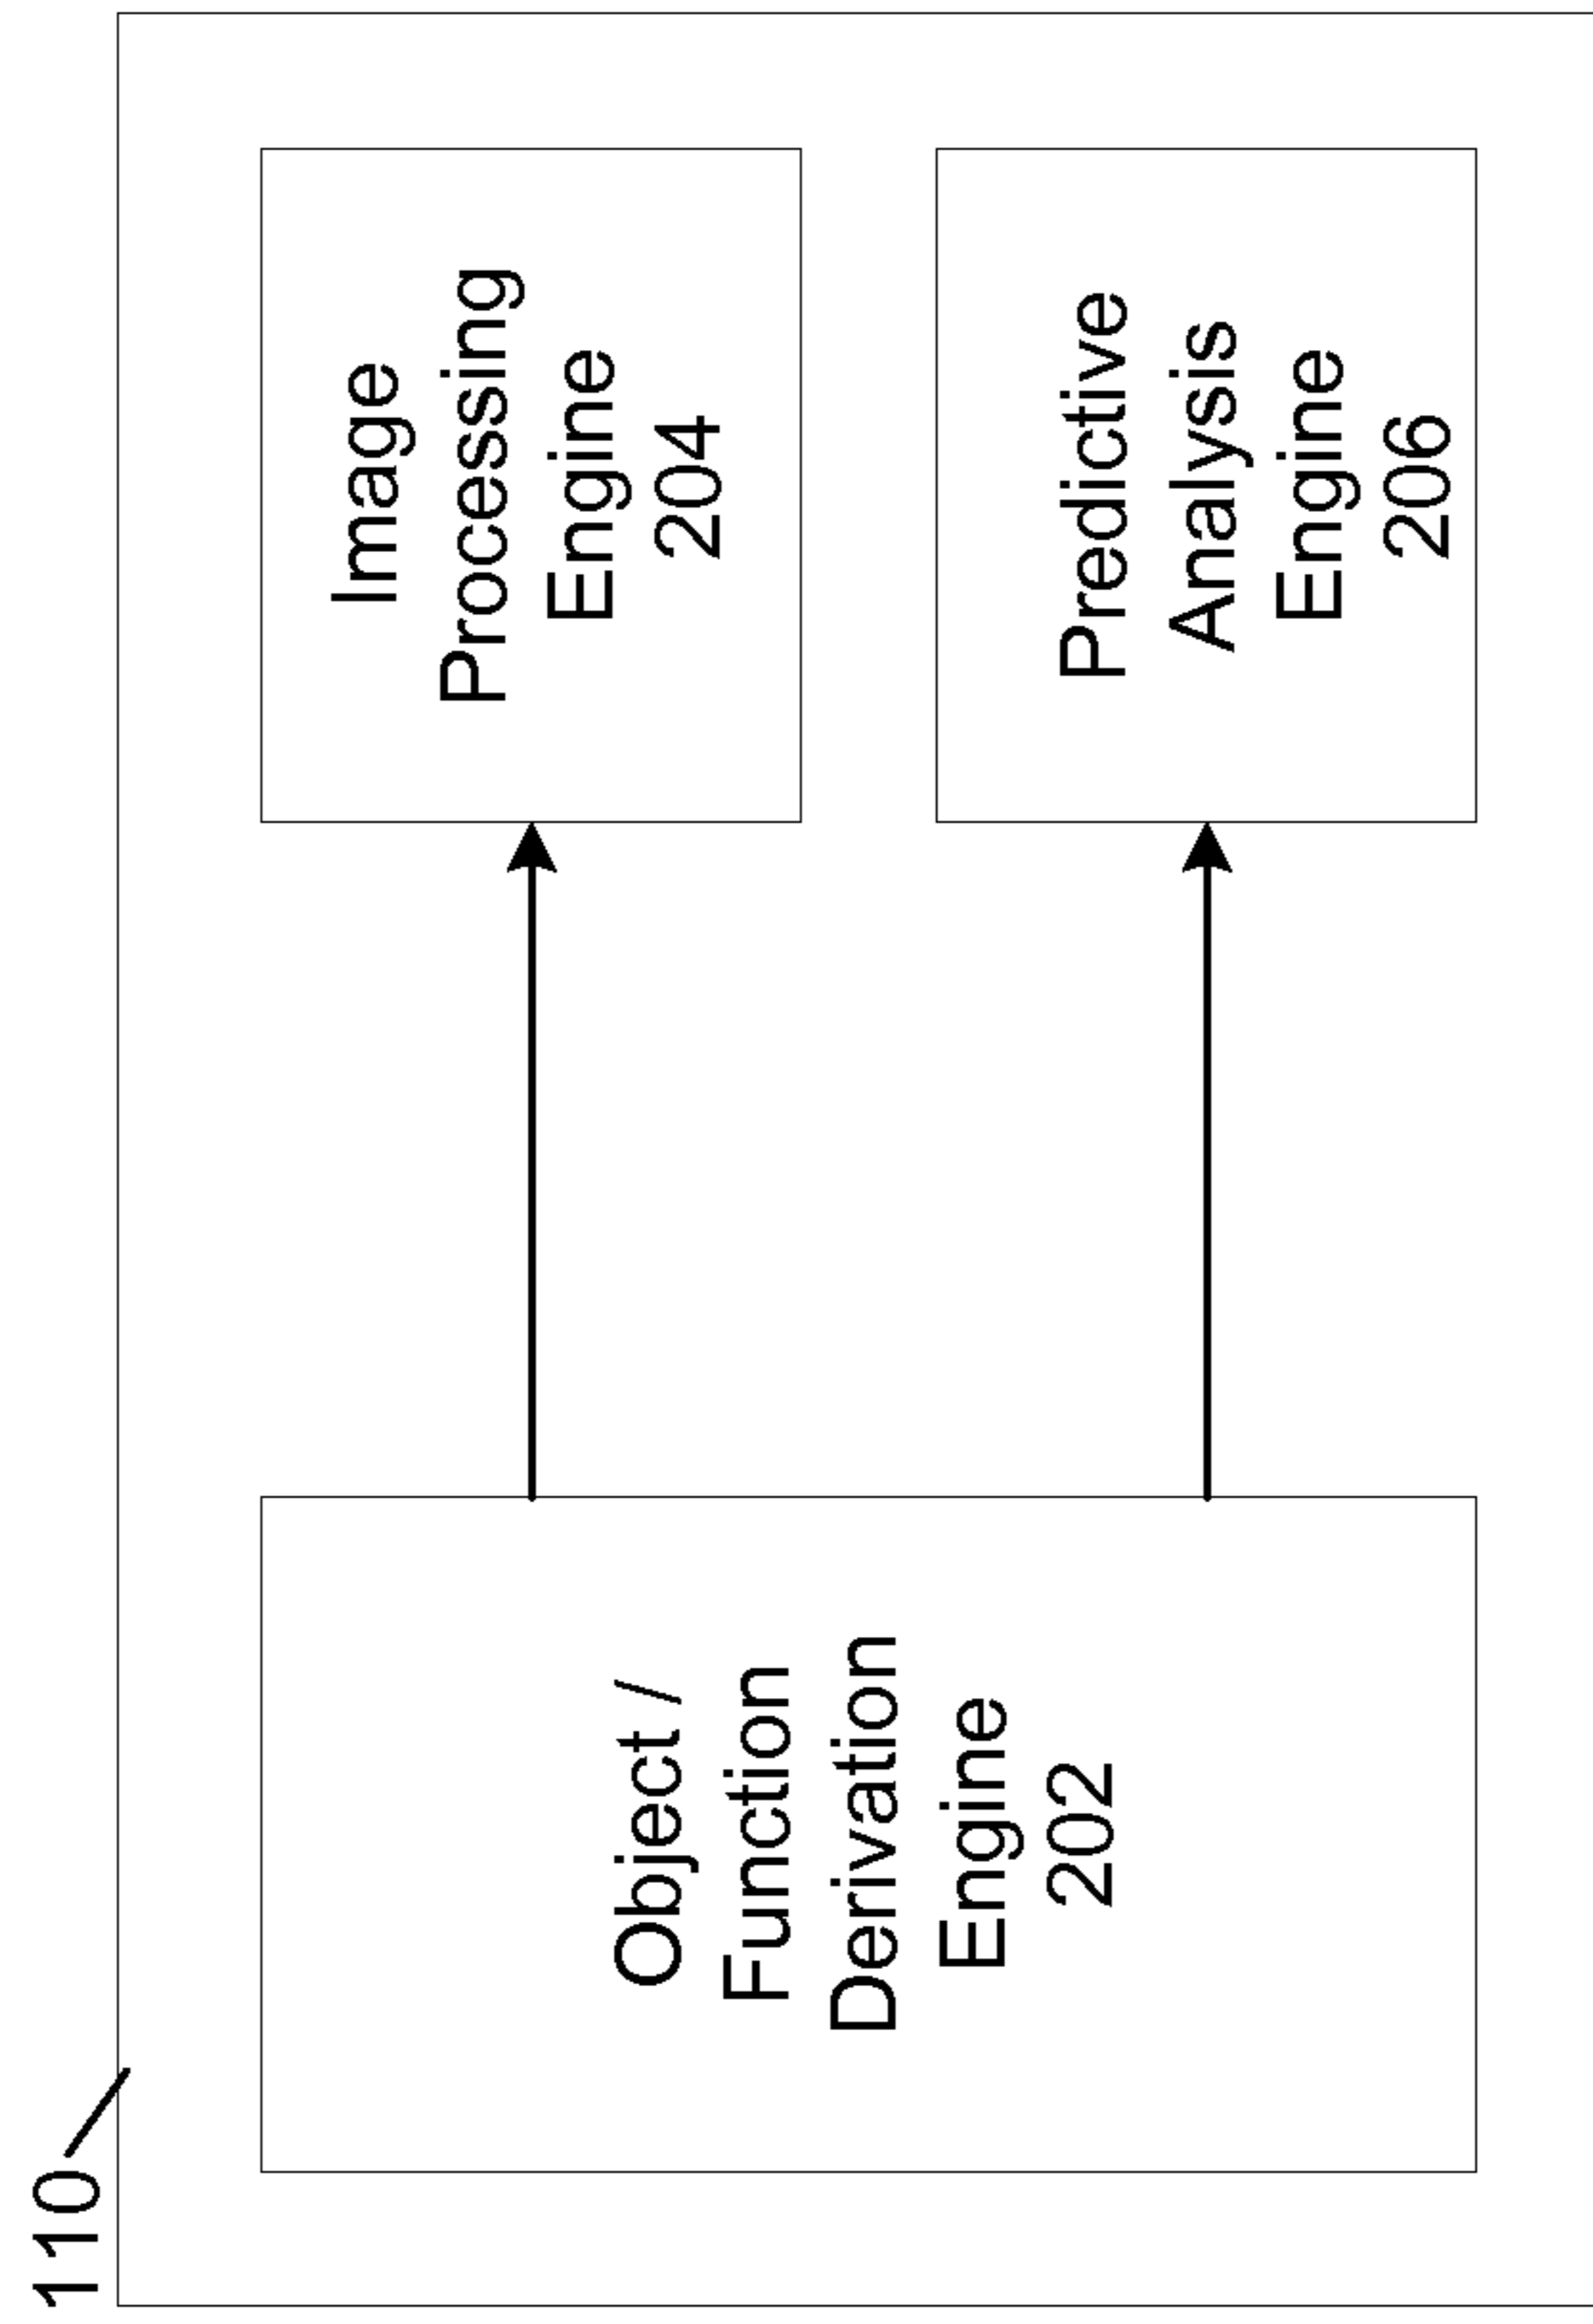 110
Object /
Function
Derivation
Engine
202
Image
Processing
Engine
204
Predictive
Analysis
Engine
206